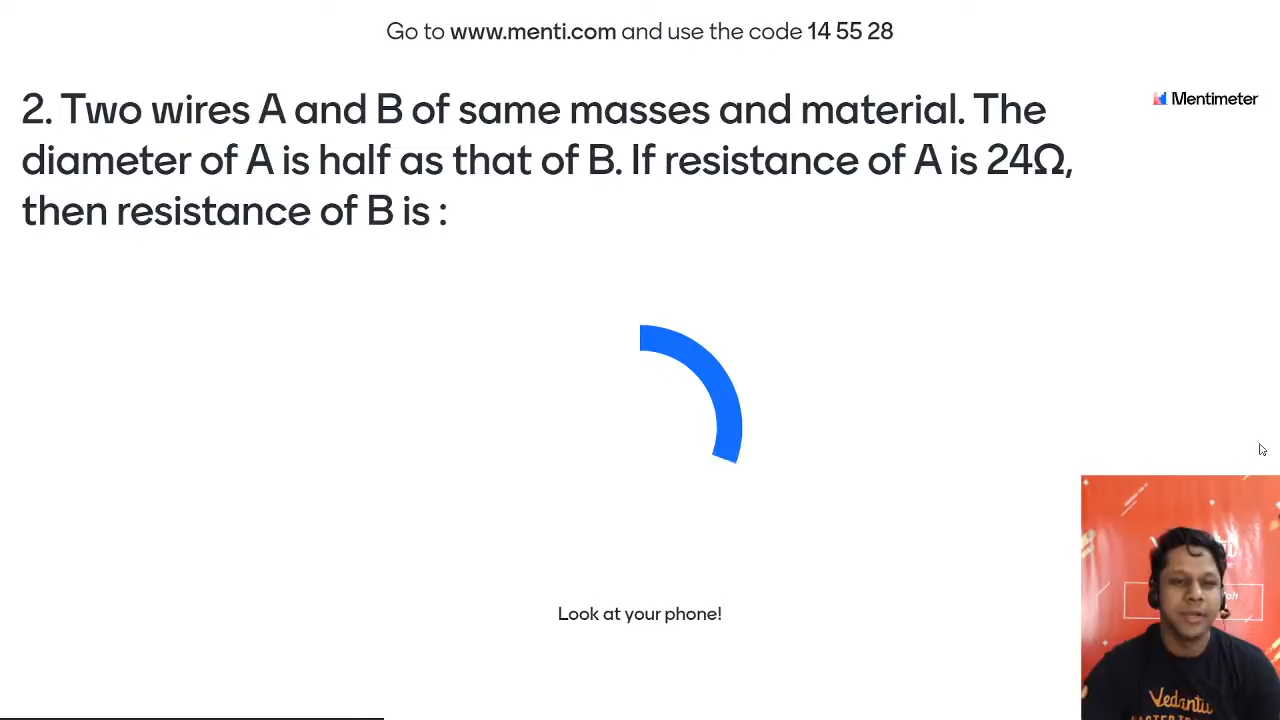 Go to www.menti.com and use the code 14 55 28
Mentimeter
2. Two wires A and B of same masses and material. The
diameter of A is half as that of B. If resistance of A is 24Ω,
then resistance of B is :
Look at your phone!
Vedantu